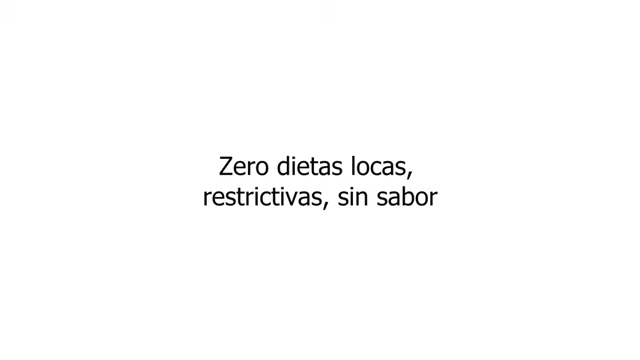 Zero dietas locas,
restrictivas, sin sabor